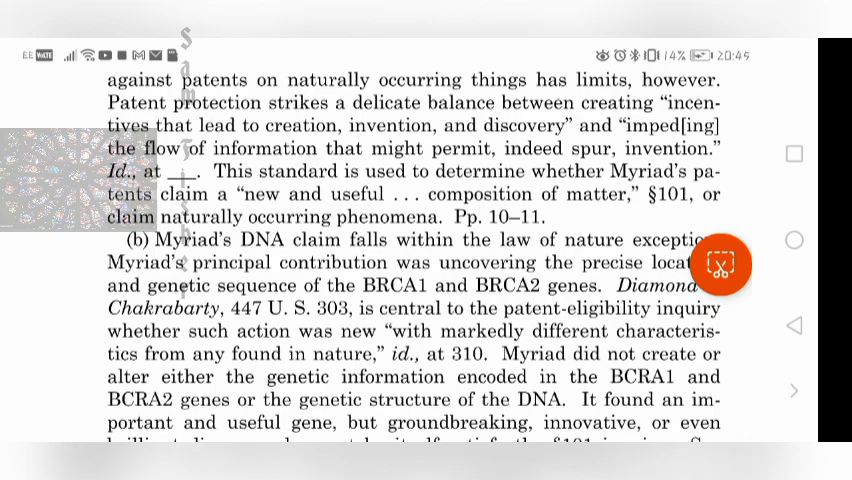 EE VoLTE 14% 20:45
against patents on naturally occurring things has limits, however.
Patent protection strikes a delicate balance between creating “incen-
tives that lead to creation, invention, and discovery” and “imped[ing]
the flow of information that might permit, indeed spur, invention.”
Id., at __. This standard is used to determine whether Myriad’s pa-
tents claim a “new and useful . . . composition of matter,” §101, or
claim naturally occurring phenomena. Pp. 10–11.
(b) Myriad’s DNA claim falls within the law of nature
Myriad’s principal contribution was uncovering the precise
and genetic sequence of the BRCA1 and BRCA2 genes. Diamond
Chakrabarty, 447 U. S. 303, is central to the patent-eligibility inquiry
whether such action was new “with markedly different characteris-
tics from any found in nature,” id., at 310. Myriad did not create or
alter either the genetic information encoded in the BCRA1 and
BCRA2 genes or the genetic structure of the DNA. It found an im-
portant and useful gene, but groundbreaking, innovative, or even